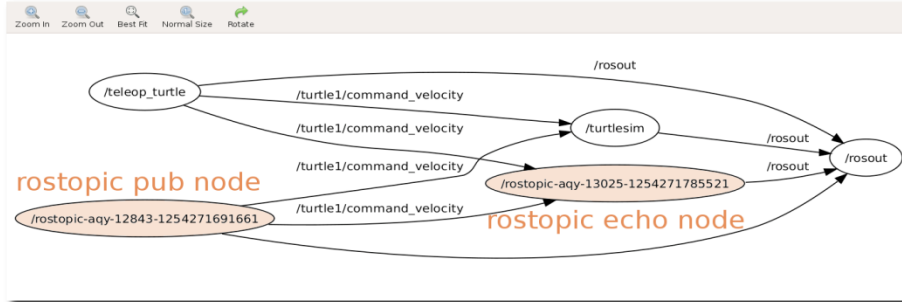 Zoom In Zoom Out Best Fit Normal Size Rotate
/rosout
/teleop_turtle
/turtle1/command_velocity
/turtle1/command_velocity
/turtlesim
/rosout
/rosout
/turtle1/command_velocity
/rosout
rostopic pub node
/rostopic-aqy-13025-1254271785521
/turtle1/command_velocity
/rostopic-aqy-12843-1254271691661
rostopic echo node